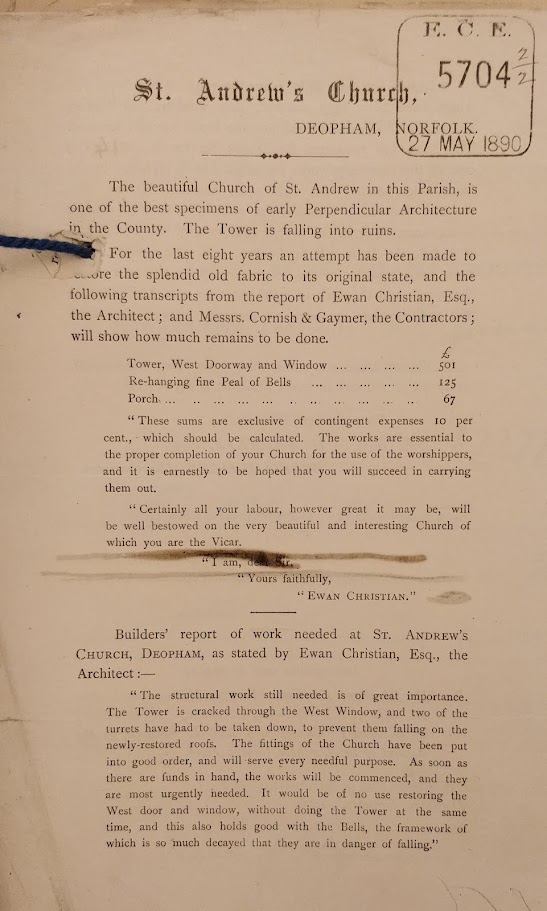 E. C. E.
5704 2/2
27 MAY 1890
St. Andrew's Church,
DEOPHAM, NORFOLK.
The beautiful Church of St. Andrew in this Parish, is
one of the best specimens of early Perpendicular Architecture
in the County. The Tower is falling into ruins.
For the last eight years an attempt has been made to
the splendid old fabric to its original state, and the
following transcripts from the report of Ewan Christian, Esq.,
the Architect; and Messrs. Cornish & Gaymer, the Contractors;
will show how much remains to be done.
£
Tower, West Doorway and Window ... ... ... ... 501
Re-hanging fine Peal of Bells ... ... ... ... 125
Porch. ... .. ... ... ... .. ... ... .. .. 67
"These sums are exclusive of contingent expenses 10 per
cent., which should be calculated. The works are essential to
the proper completion of your Church for the use of the worshippers,
and it is earnestly to be hoped that you will succeed in carrying
them out.
"Certainly all your labour, however great it may be, will
be well bestowed on the very beautiful and interesting Church of
which you are the Vicar.
"I am, dear Sir,
"Yours faithfully,
"EWAN CHRISTIAN."
Builders' report of work needed at ST. ANDREW'S
CHURCH, DEOPHAM, as stated by Ewan Christian, Esq., the
Architect:—
"The structural work still needed is of great importance.
The Tower is cracked through the West Window, and two of the
turrets have had to be taken down, to prevent them falling on the
newly-restored roofs. The fittings of the Church have been put
into good order, and will serve every needful purpose. As soon as
there are funds in hand, the works will be commenced, and they
are most urgently needed. It would be of no use restoring the
West door and window, without doing the Tower at the same
time, and this also holds good with the Bells, the framework of
which is so much decayed that they are in danger of falling."